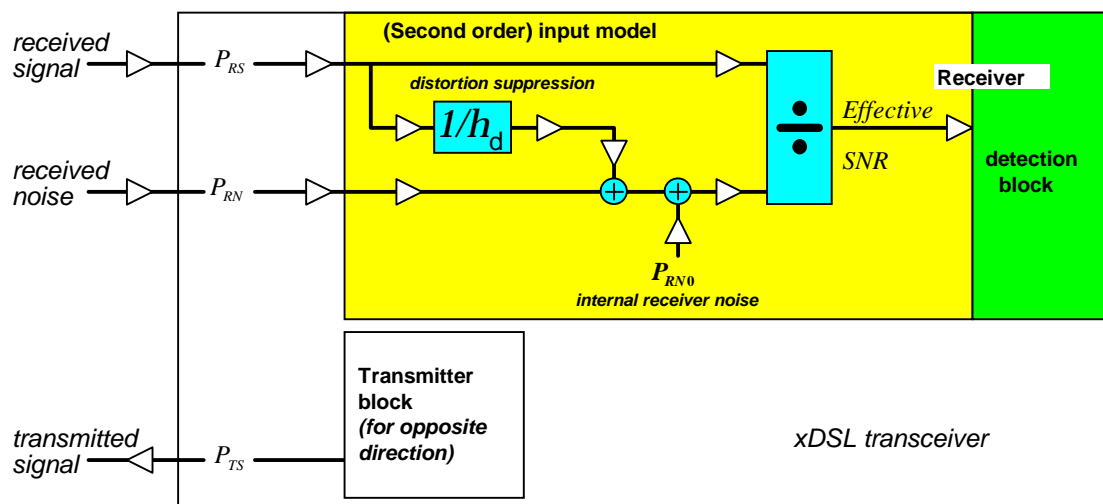 received
signal
P_RS
(Second order) input model
distortion suppression
1/h_d
÷
Effective
SNR
Receiver
detection
block
received
noise
P_RN
+
+
P_RN0
internal receiver noise
Transmitter
block
(for opposite
direction)
transmitted
signal
P_TS
xDSL transceiver